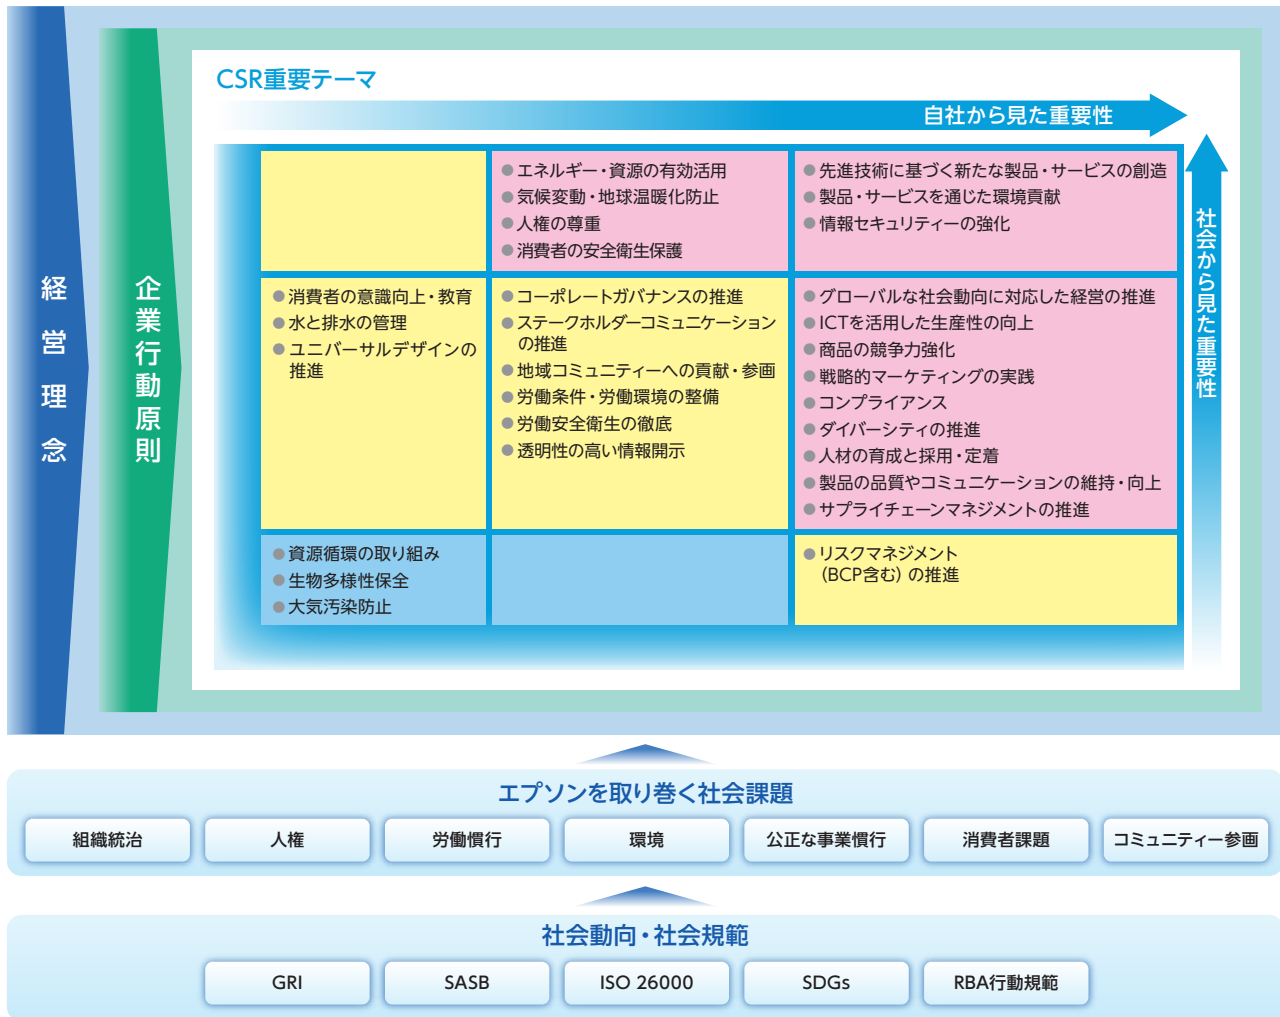 経営理念
企業行動原則
CSR重要テーマ
自社から見た重要性
社会から見た重要性
●エネルギー・資源の有効活用
●気候変動・地球温暖化防止
●人権の尊重
●消費者の安全衛生保護
●先進技術に基づく新たな製品・サービスの創造
●製品・サービスを通じた環境貢献
●情報セキュリティーの強化
●消費者の意識向上・教育
●水と排水の管理
●ユニバーサルデザインの
推進
●コーポレートガバナンスの推進
●ステークホルダーコミュニケーション
の推進
●地域コミュニティーへの貢献・参画
●労働条件・労働環境の整備
●労働安全衛生の徹底
●透明性の高い情報開示
●グローバルな社会動向に対応した経営の推進
●ICTを活用した生産性の向上
●商品の競争力強化
●戦略的マーケティングの実践
●コンプライアンス
●ダイバーシティの推進
●人材の育成と採用・定着
●製品の品質やコミュニケーションの維持・向上
●サプライチェーンマネジメントの推進
●資源循環の取り組み
●生物多様性保全
●大気汚染防止
●リスクマネジメント
（BCP含む）の推進
エプソンを取り巻く社会課題
組織統治
人権
労働慣行
環境
公正な事業慣行
消費者課題
コミュニティー参画
社会動向・社会規範
GRI
SASB
ISO 26000
SDGs
RBA行動規範